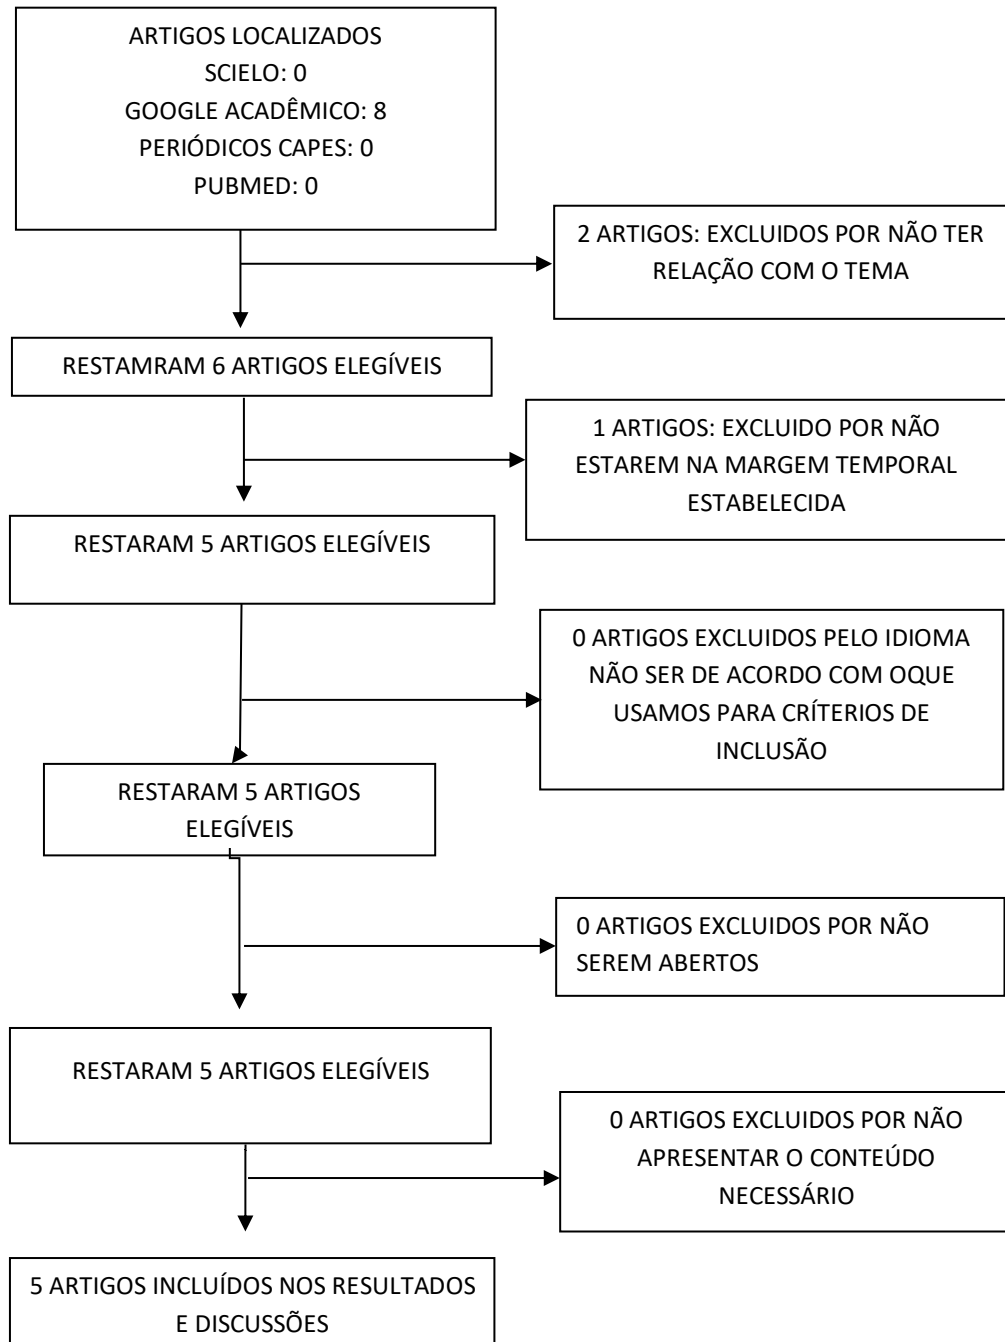 ARTIGOS LOCALIZADOS
SCIELO: 0
GOOGLE ACADÊMICO: 8
PERIÓDICOS CAPES: 0
PUBMED: 0
2 ARTIGOS: EXCLUIDOS POR NÃO TER
RELAÇÃO COM O TEMA
RESTAMRAM 6 ARTIGOS ELEGÍVEIS
1 ARTIGOS: EXCLUIDO POR NÃO
ESTAREM NA MARGEM TEMPORAL
ESTABELECIDA
RESTARAM 5 ARTIGOS ELEGÍVEIS
0 ARTIGOS EXCLUIDOS PELO IDIOMA
NÃO SER DE ACORDO COM OQUE
USAMOS PARA CRÍTERIOS DE
INCLUSÃO
RESTARAM 5 ARTIGOS
ELEGÍVEIS
0 ARTIGOS EXCLUIDOS POR NÃO
SEREM ABERTOS
RESTARAM 5 ARTIGOS ELEGÍVEIS
0 ARTIGOS EXCLUIDOS POR NÃO
APRESENTAR O CONTEÚDO
NECESSÁRIO
5 ARTIGOS INCLUÍDOS NOS RESULTADOS
E DISCUSSÕES